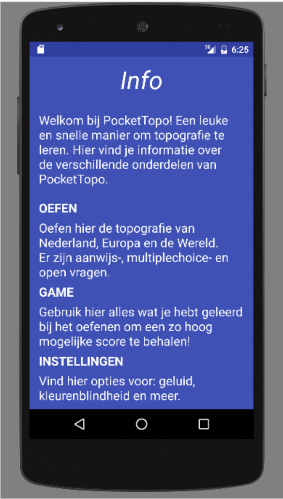 6:25
Info
Welkom bij PocketTopo! Een leuke
en snelle manier om topografie te
leren. Hier vind je informatie over
de verschillende onderdelen van
PocketTopo.
OEFEN
Oefen hier de topografie van
Nederland, Europa en de Wereld.
Er zijn aanwijs-, multiplechoice- en
open vragen.
GAME
Gebruik hier alles wat je hebt geleerd
bij het oefenen om een zo hoog
mogelijke score te behalen!
INSTELLINGEN
Vind hier opties voor: geluid,
kleurenblindheid en meer.